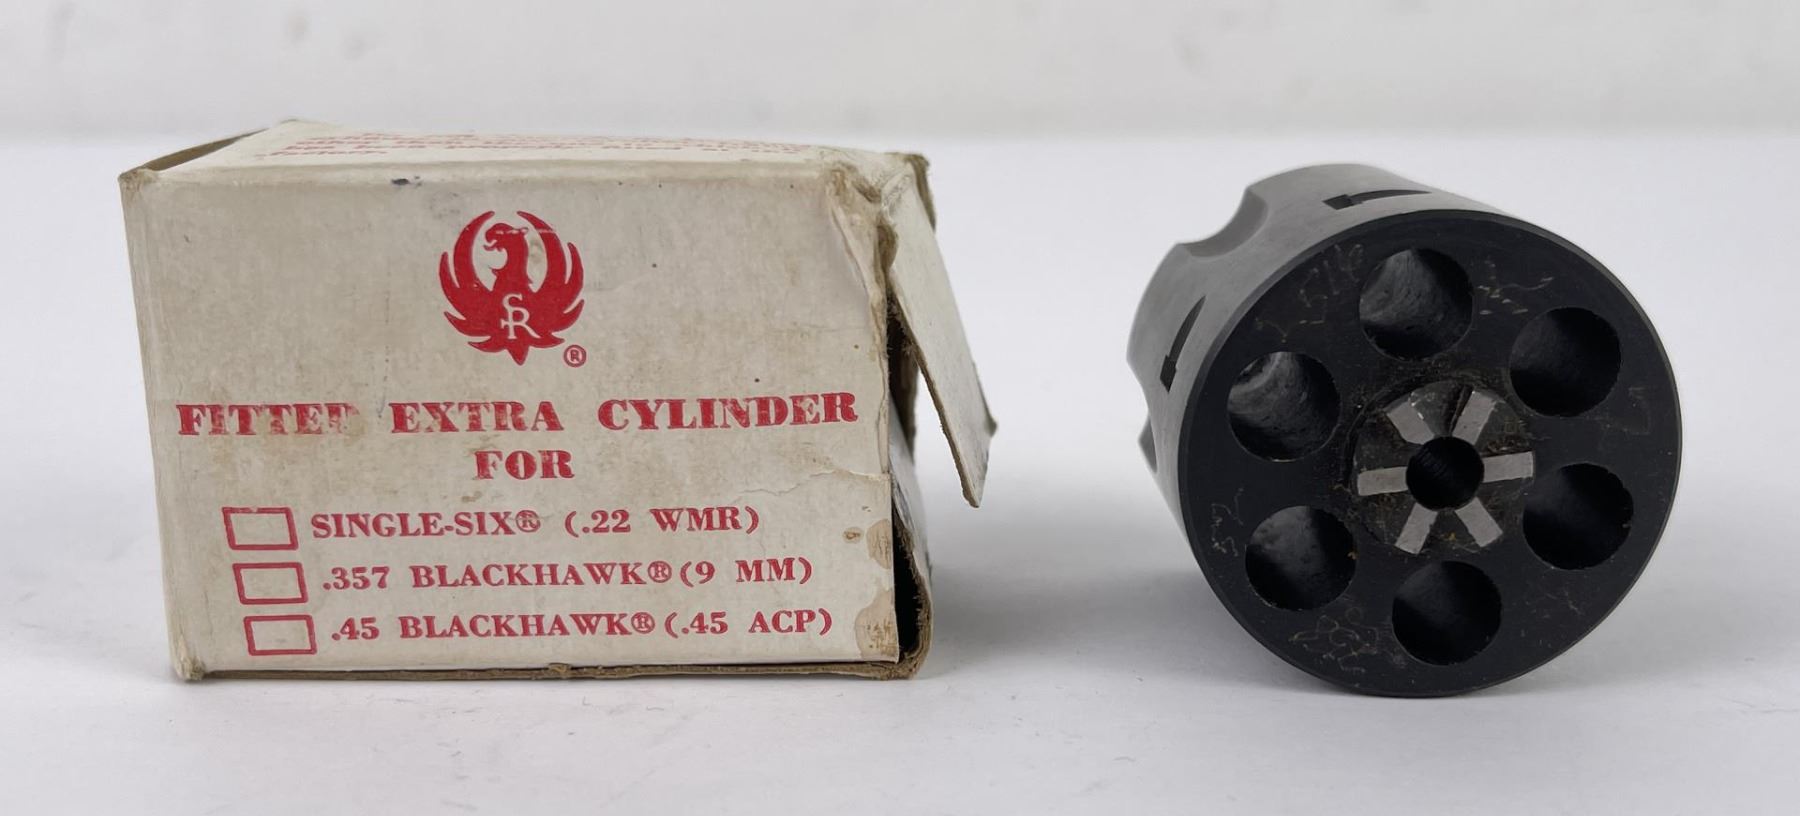 SR
®
FITTED EXTRA CYLINDER
FOR
SINGLE-SIX® (.22 WMR)
.357 BLACKHAWK® (9 MM)
.45 BLACKHAWK® (.45 ACP)